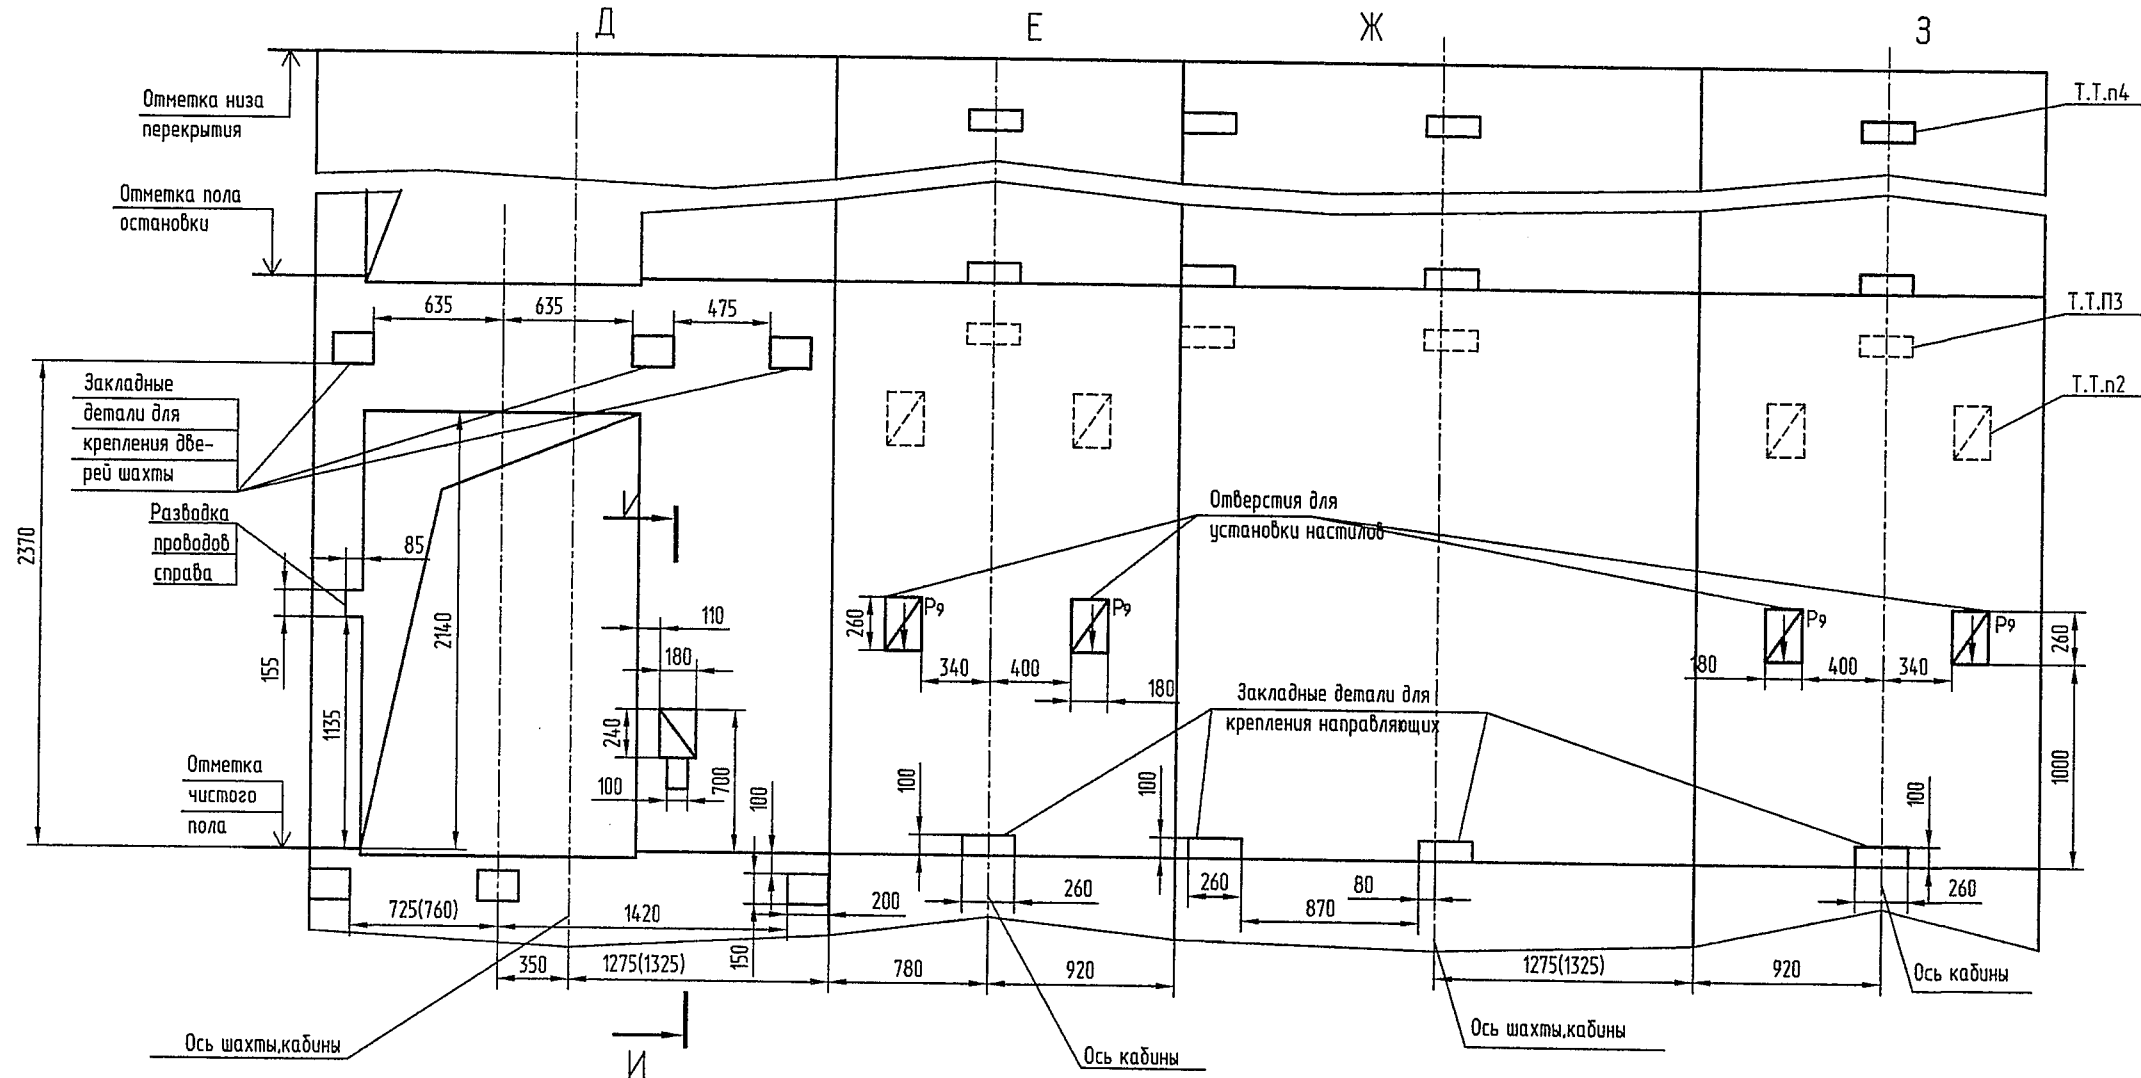 Д
Е
Ж
З
Отметка низа
перекрытия
Т.Т.п4
Отметка пола
остановки
635
635
475
Т.Т.П3
Т.Т.п2
Закладные
детали для
крепления две-
рей шахты
Разводка
проводов
справа
2370
85
155
1135
2140
И
Отверстия для
установки настилов
110
180
240
100
700
100
260
Р9
Р9
340
400
180
Р9
Р9
180
400
340
260
1000
Закладные детали для
крепления направляющих
Отметка
чистого
пола
100
100
100
725(760)
1420
200
150
260
260
870
80
260
350
1275(1325)
780
920
1275(1325)
920
Ось кабины
Ось шахты,кабины
И
Ось кабины
Ось шахты,кабины